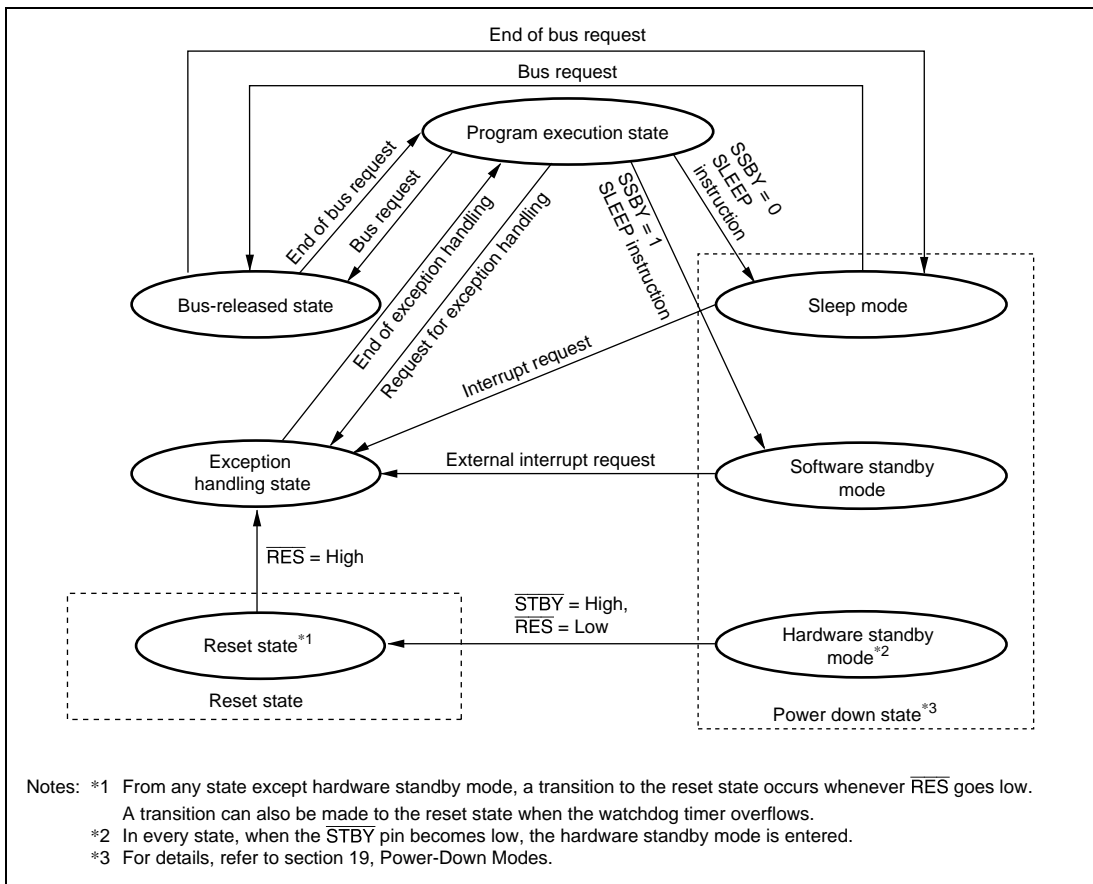 End of bus request
Bus request
Program execution state
End of bus request
Bus request
SSBY = 0
SLEEP
instruction
SSBY = 1
SLEEP instruction
End of exception handling
Request for exception handling
Bus-released state
Sleep mode
Interrupt request
Exception
handling state
External interrupt request
Software standby
mode
R̅E̅S̅ = High
S̅T̅B̅Y̅ = High,
R̅E̅S̅ = Low
Reset state*1
Hardware standby
mode*2
Reset state
Power down state*3
Notes: *1 From any state except hardware standby mode, a transition to the reset state occurs whenever R̅E̅S̅ goes low.
A transition can also be made to the reset state when the watchdog timer overflows.
*2 In every state, when the S̅T̅B̅Y̅ pin becomes low, the hardware standby mode is entered.
*3 For details, refer to section 19, Power-Down Modes.